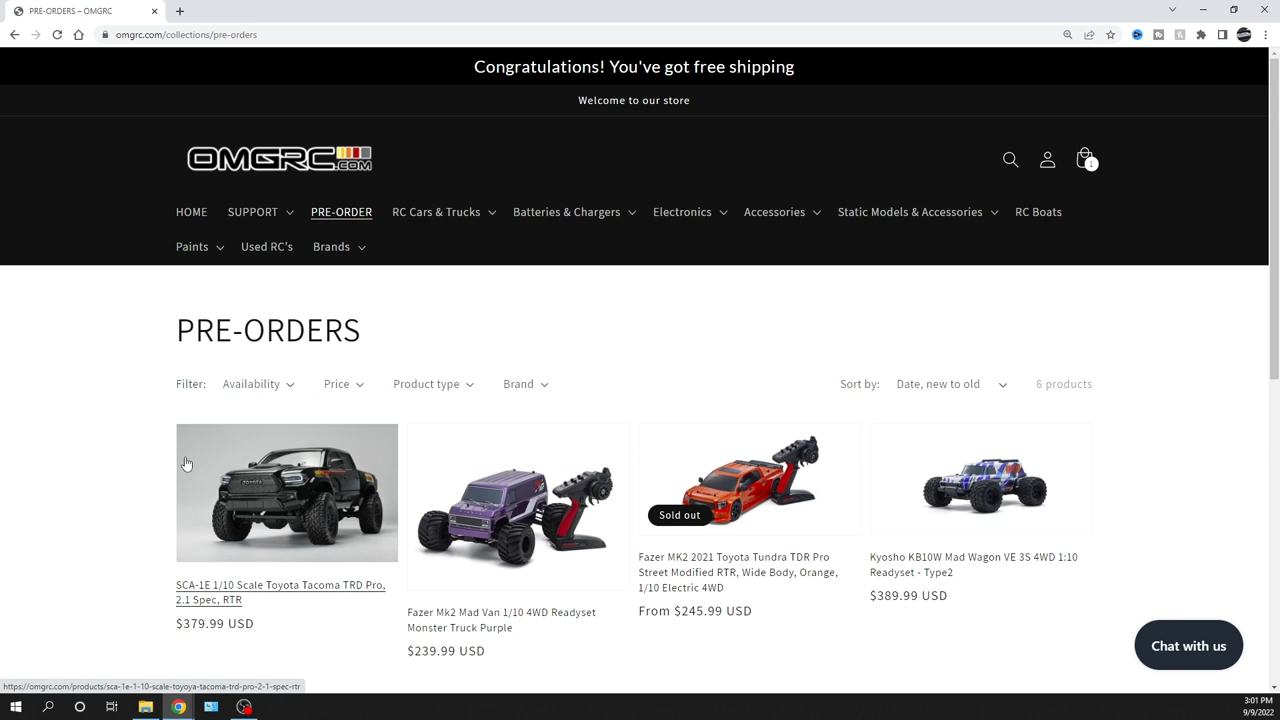 PRE-ORDERS – OMGRC
omgrc.com/collections/pre-orders
Congratulations! You've got free shipping
Welcome to our store
OMGRC.COM
1
HOME SUPPORT PRE-ORDER RC Cars & Trucks Batteries & Chargers Electronics Accessories Static Models & Accessories RC Boats
Paints Used RC's Brands
PRE-ORDERS
Filter: Availability Price Product type Brand Sort by: Date, new to old 6 products
TOYOTA
Sold out
SCA-1E 1/10 Scale Toyota Tacoma TRD Pro,
2.1 Spec, RTR
$379.99 USD
Fazer Mk2 Mad Van 1/10 4WD Readyset
Monster Truck Purple
$239.99 USD
Fazer MK2 2021 Toyota Tundra TDR Pro
Street Modified RTR, Wide Body, Orange,
1/10 Electric 4WD
From $245.99 USD
Kyosho KB10W Mad Wagon VE 3S 4WD 1:10
Readyset - Type2
$389.99 USD
Chat with us
https://omgrc.com/products/sca-1e-1-10-scale-toyoya-tacoma-trd-pro-2-1-spec-rtr
3:01 PM
9/9/2022